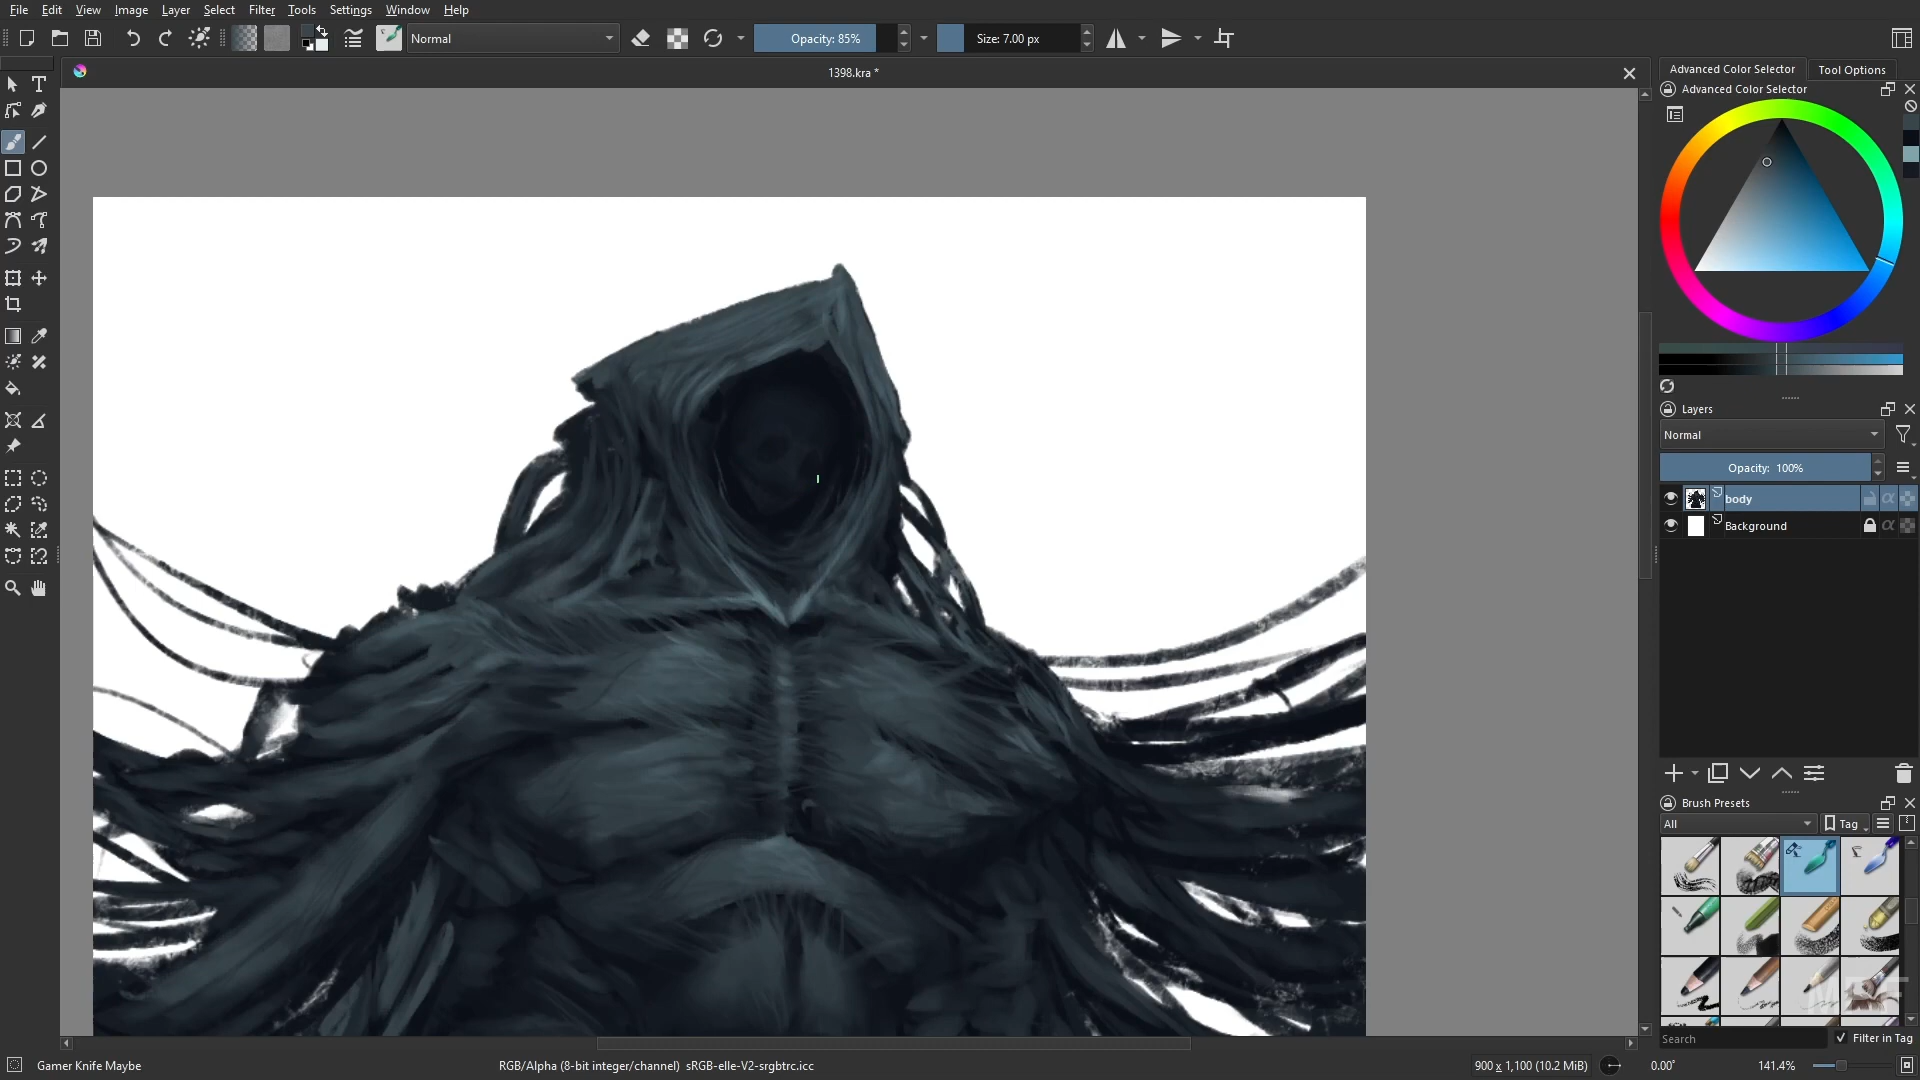 File Edit View Image Layer Select Filter Tools Settings Window Help
Normal
Opacity: 85%
Size: 7.00 px
1398.kra *
Advanced Color Selector
Tool Options
Advanced Color Selector
Layers
Normal
Opacity: 100%
body
Background
Brush Presets
All
Tag
Search
Filter in Tag
Gamer Knife Maybe
RGB/Alpha (8-bit integer/channel) sRGB-elle-V2-srgbtrc.icc
900 x 1,100 (10.2 MiB)
0.00°
141.4%